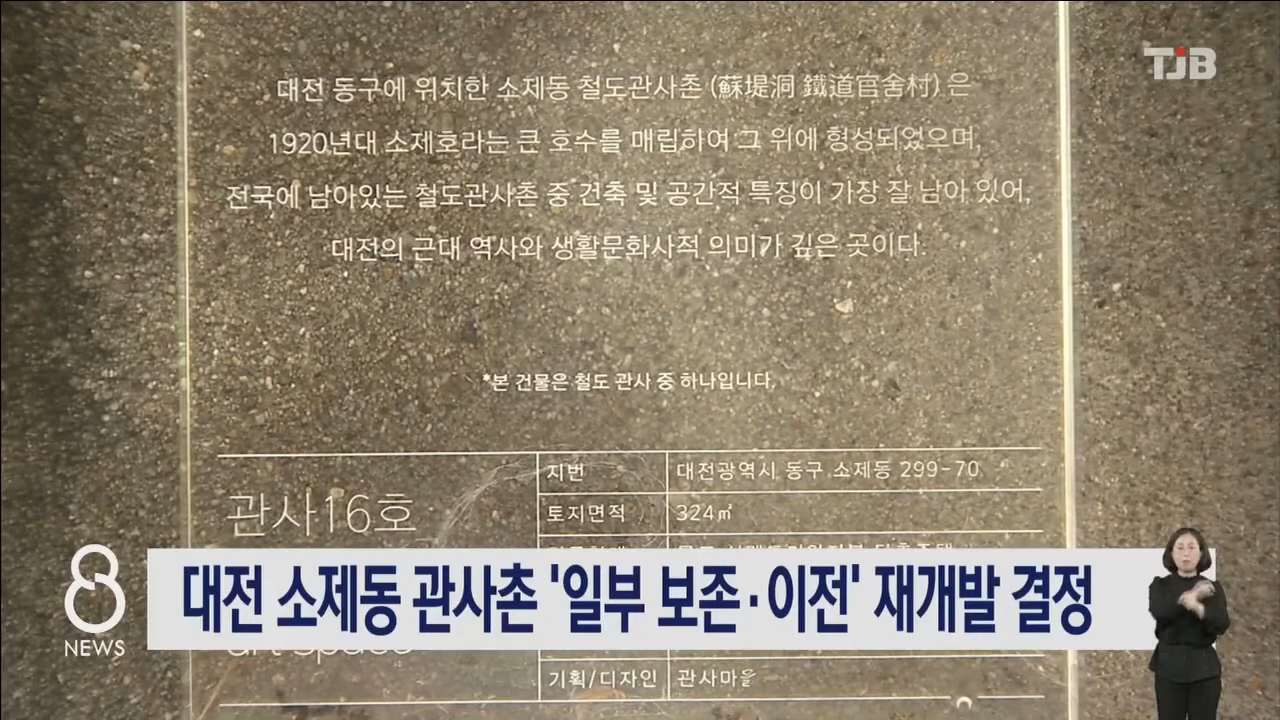 TJB
대전 동구에 위치한 소제동 철도관사촌 (蘇堤洞 鐵道官舍村) 은
1920년대 소제호라는 큰 호수를 매립하여 그 위에 형성되었으며,
전국에 남아있는 철도관사촌 중 건축 및 공간적 특징이 가장 잘 남아 있어,
대전의 근대 역사와 생활문화사적 의미가 깊은 곳이다.
*본 건물은 철도 관사 중 하나입니다.
관사16호
지번 대전광역시 동구 소제동 299-70
토지면적 324㎡
8 NEWS
대전 소제동 관사촌 '일부 보존·이전' 재개발 결정
art space
기획/디자인 관사마을